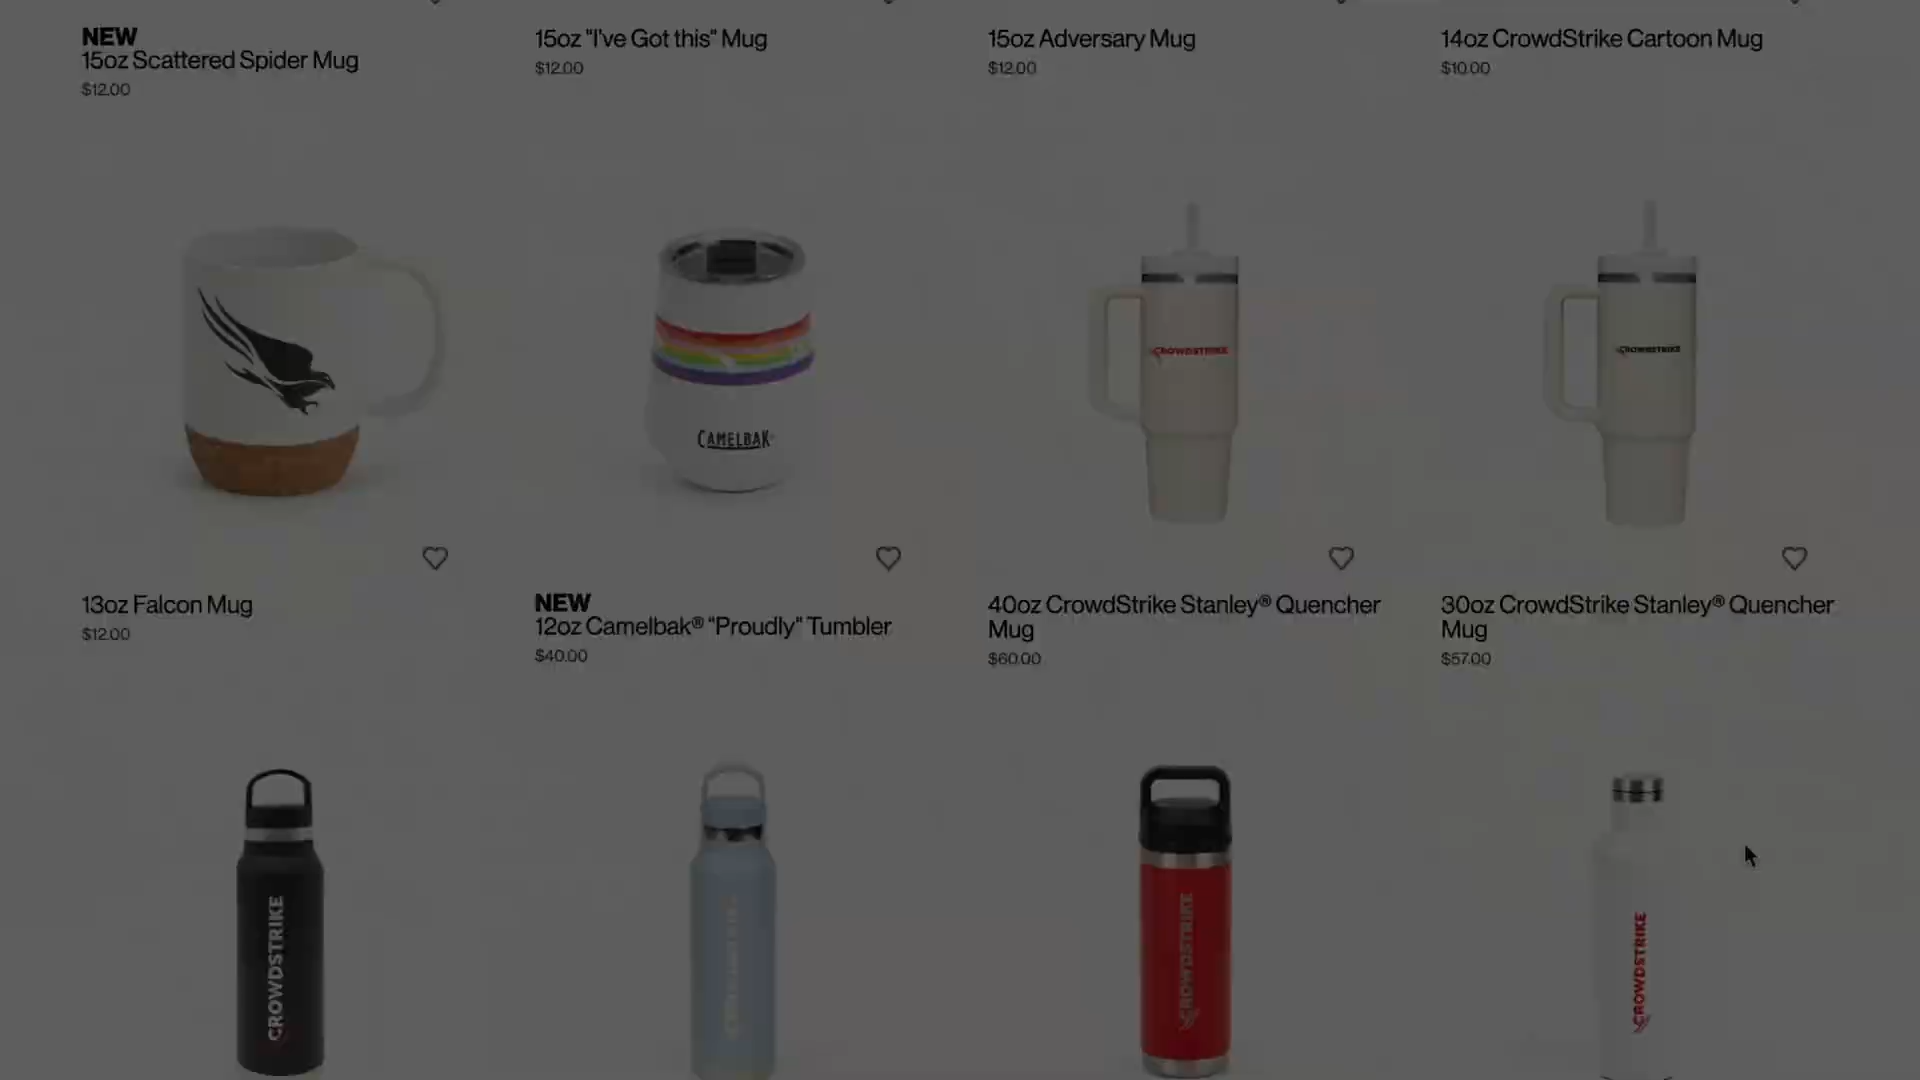 NEW
15oz Scattered Spider Mug
$12.00
15oz "I've Got this" Mug
$12.00
15oz Adversary Mug
$12.00
14oz CrowdStrike Cartoon Mug
$10.00
CAMELBAK
CROWDSTRIKE
CROWDSTRIKE
13oz Falcon Mug
$12.00
NEW
12oz Camelbak® "Proudly" Tumbler
$40.00
40oz CrowdStrike Stanley® Quencher
Mug
$60.00
30oz CrowdStrike Stanley® Quencher
Mug
$57.00
CROWDSTRIKE
CROWDSTRIKE
CROWDSTRIKE